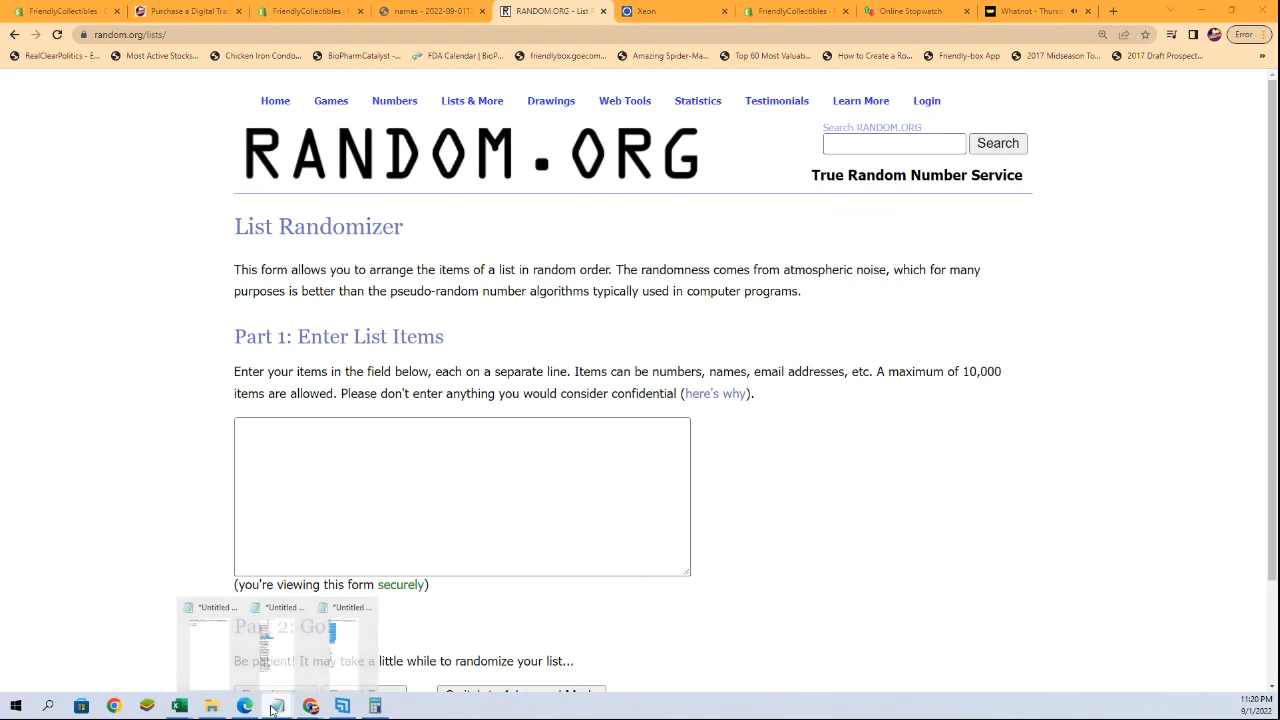 FriendlyCollectibles - C
Purchase a Digital Tra
FriendlyCollectibles - 
names - 2022-09-01T
RANDOM.ORG - List R
Xeon
FriendlyCollectibles - F
Online Stopwatch
Whatnot - Thursd
random.org/lists/
Error
RealClearPolitics - E...
Most Active Stocks...
Chicken Iron Condo...
BioPharmCatalyst -...
FDA Calendar | BioP...
friendlybox.goecom...
Amazing Spider-Ma...
Top 60 Most Valuab...
How to Create a Ro...
Friendly-box App
2017 Midseason To...
2017 Draft Prospect...
»
Home Games Numbers Lists & More Drawings Web Tools Statistics Testimonials Learn More Login
RANDOM.ORG
Search RANDOM.ORG
Search
True Random Number Service
List Randomizer
This form allows you to arrange the items of a list in random order. The randomness comes from atmospheric noise, which for many
purposes is better than the pseudo-random number algorithms typically used in computer programs.
Part 1: Enter List Items
Enter your items in the field below, each on a separate line. Items can be numbers, names, email addresses, etc. A maximum of 10,000
items are allowed. Please don't enter anything you would consider confidential (here's why).
(you're viewing this form securely)
*Untitled ...
*Untitled ...
*Untitled ...
Part 2: Go!
Be patient! It may take a little while to randomize your list...
11:20 PM
9/1/2022